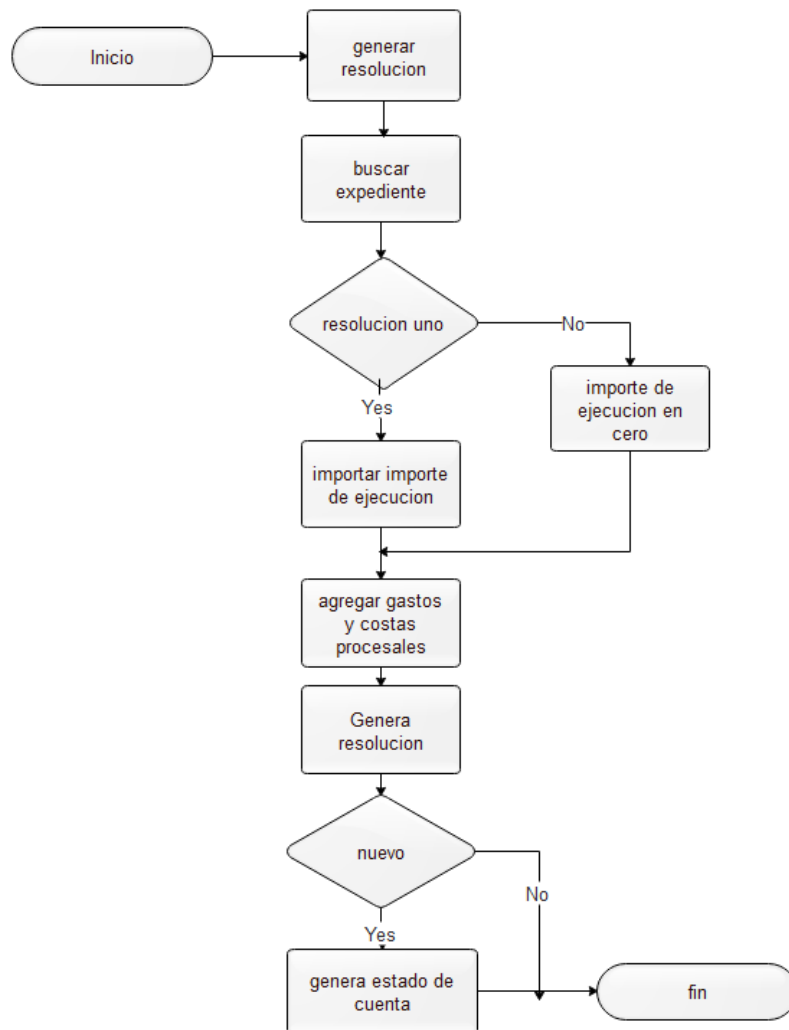 Inicio
generar
resolucion
buscar
expediente
resolucion uno
No
Yes
importe de
ejecucion en
cero
importar importe
de ejecucion
agregar gastos
y costas
procesales
Genera
resolucion
nuevo
No
Yes
genera estado de
cuenta
fin